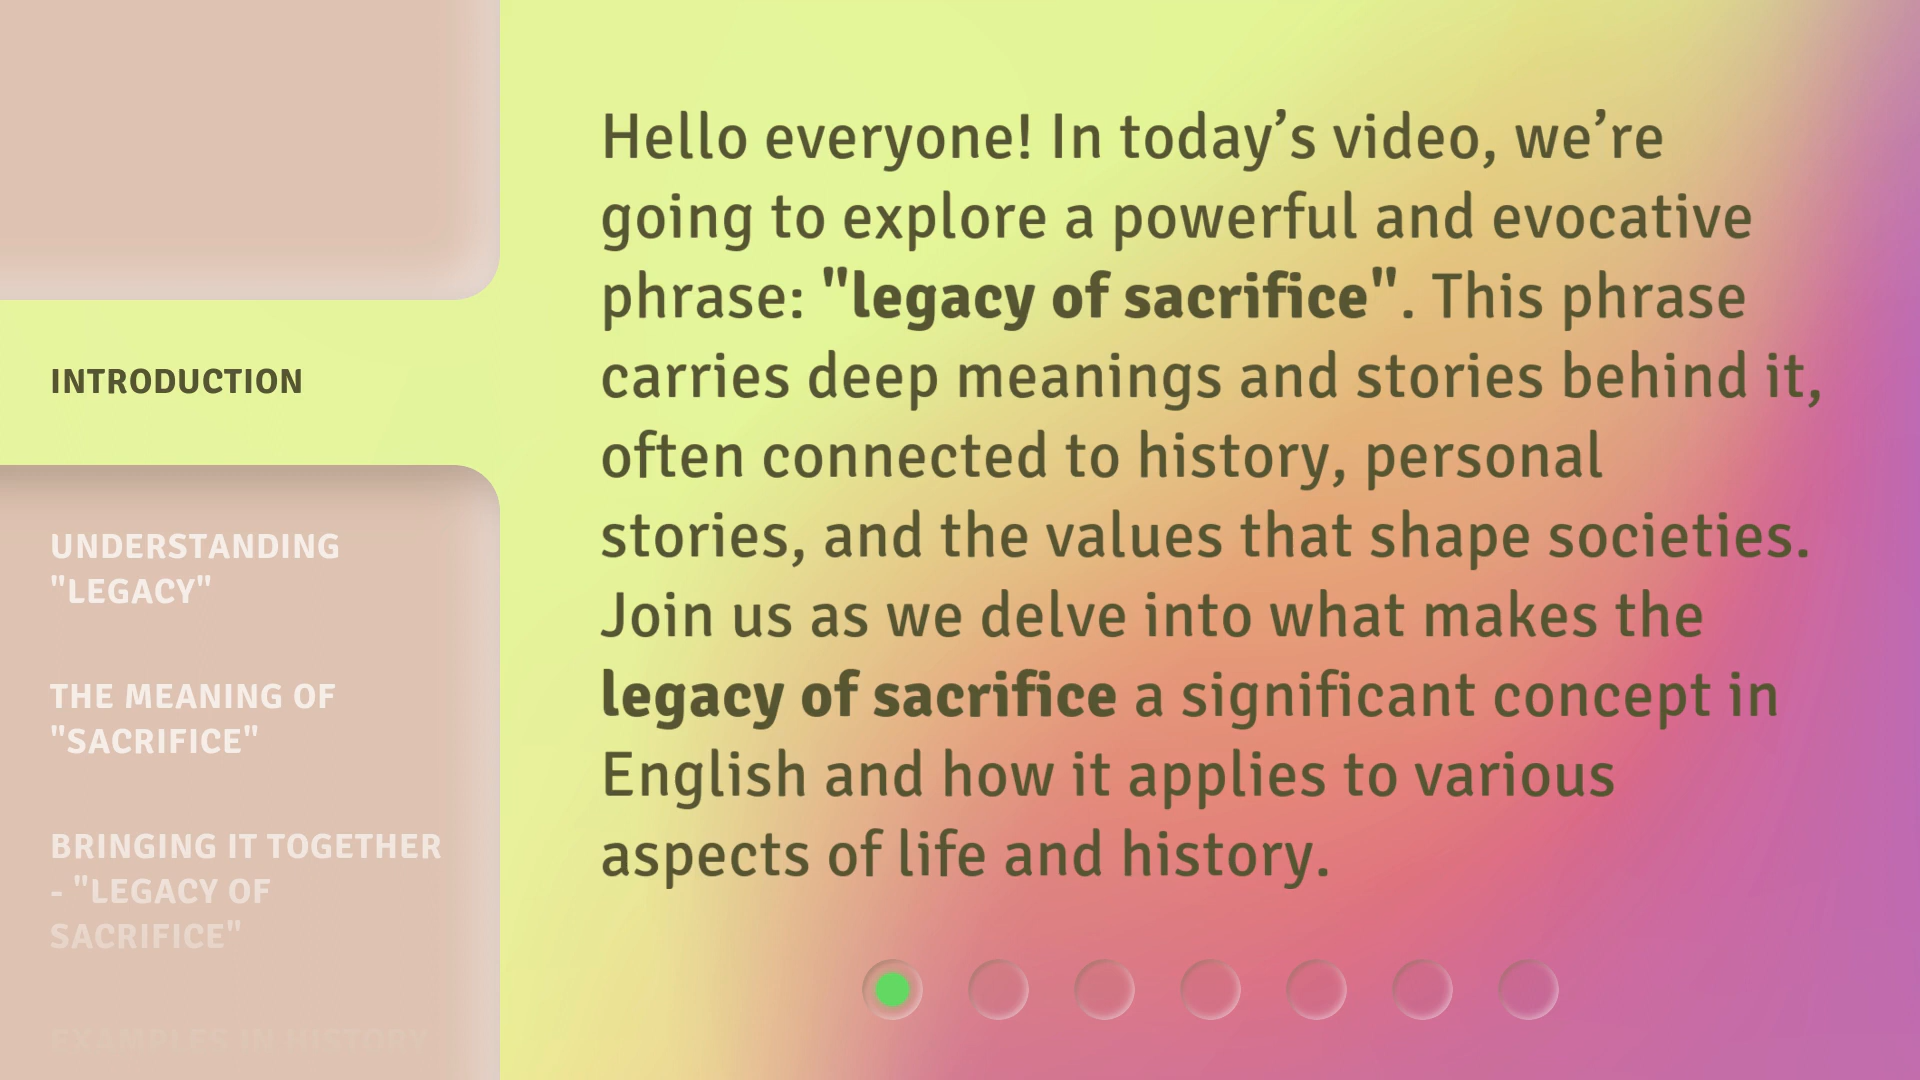 INTRODUCTION
UNDERSTANDING
"LEGACY"
THE MEANING OF
"SACRIFICE"
BRINGING IT TOGETHER
- "LEGACY OF
SACRIFICE"
EXAMPLES IN HISTORY
Hello everyone! In today’s video, we’re
going to explore a powerful and evocative
phrase: "legacy of sacrifice". This phrase
carries deep meanings and stories behind it,
often connected to history, personal
stories, and the values that shape societies.
Join us as we delve into what makes the
legacy of sacrifice a significant concept in
English and how it applies to various
aspects of life and history.